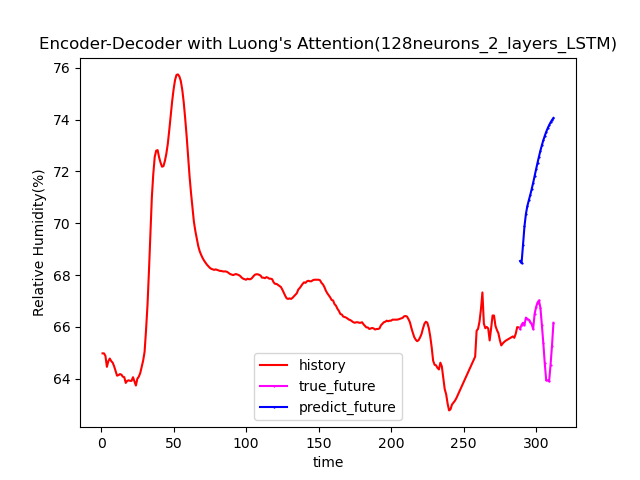 Encoder-Decoder with Luong's Attention(128neurons_2_layers_LSTM)
Relative Humidity(%)
76
74
72
70
68
66
64
history
true_future
predict_future
0 50 100 150 200 250 300
time